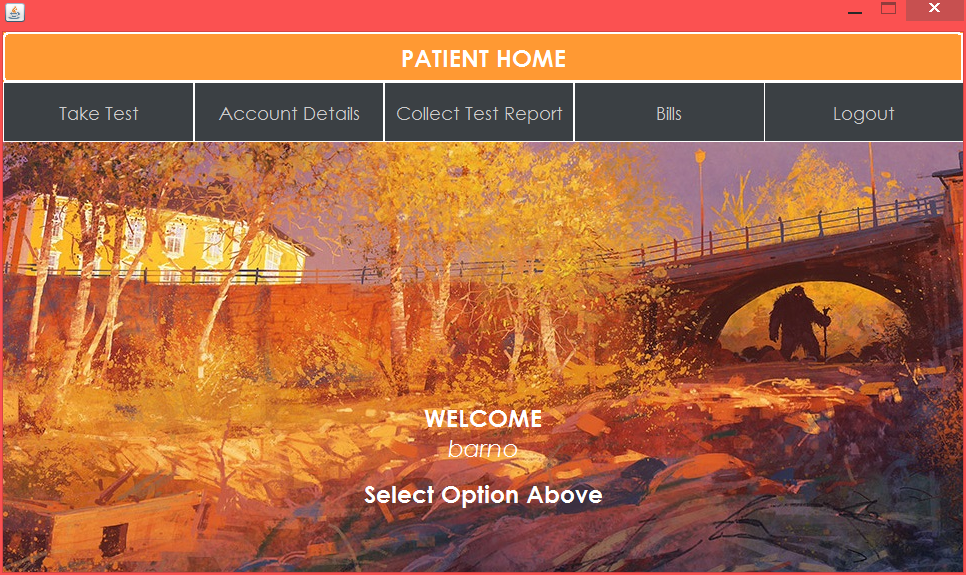 PATIENT HOME
Take Test
Account Details
Collect Test Report
Bills
Logout
WELCOME
barno
Select Option Above